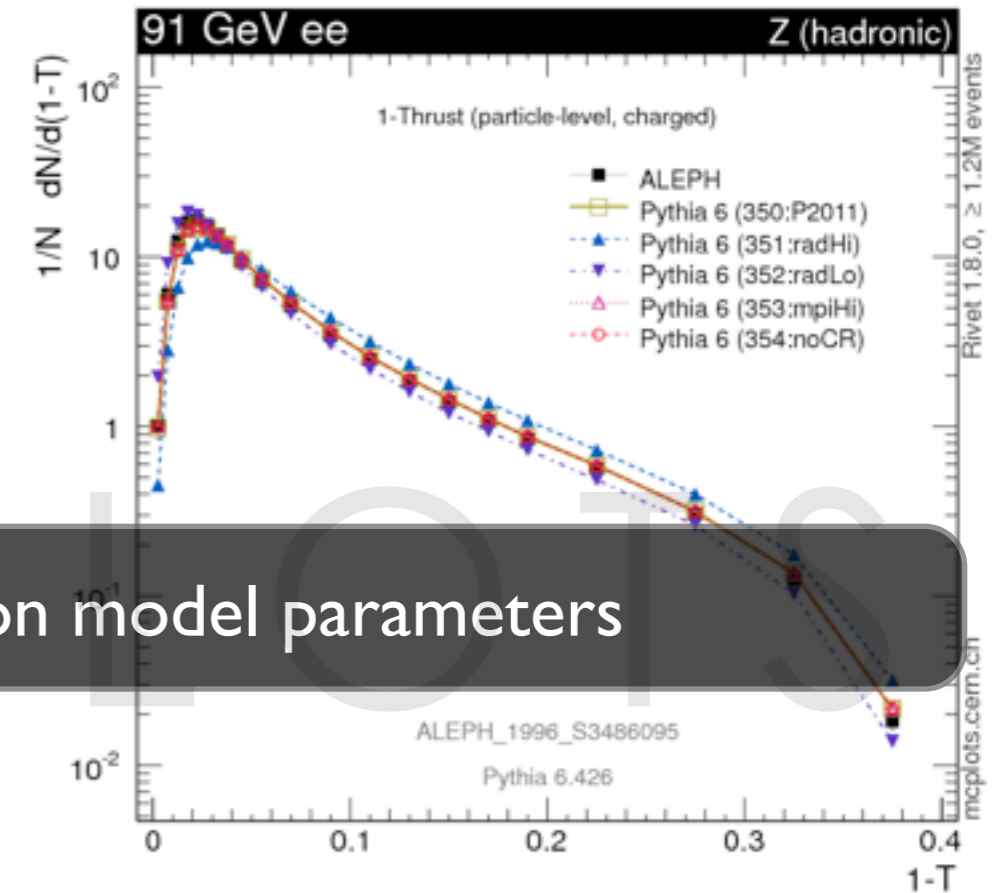 91 GeV ee
Z (hadronic)
1/N dN/d(1-T)
10²
10
1
10⁻¹
10⁻²
1-Thrust (particle-level, charged)
ALEPH
Pythia 6 (350:P2011)
Pythia 6 (351:radHi)
Pythia 6 (352:radLo)
Pythia 6 (353:mpiHi)
Pythia 6 (354:noCR)
Rivet 1.8.0, ≥ 1.2M events
on model parameters
L O T S
ALEPH_1996_S3486095
Pythia 6.426
mcplots.cern.ch
0
0.1
0.2
0.3
0.4
1-T